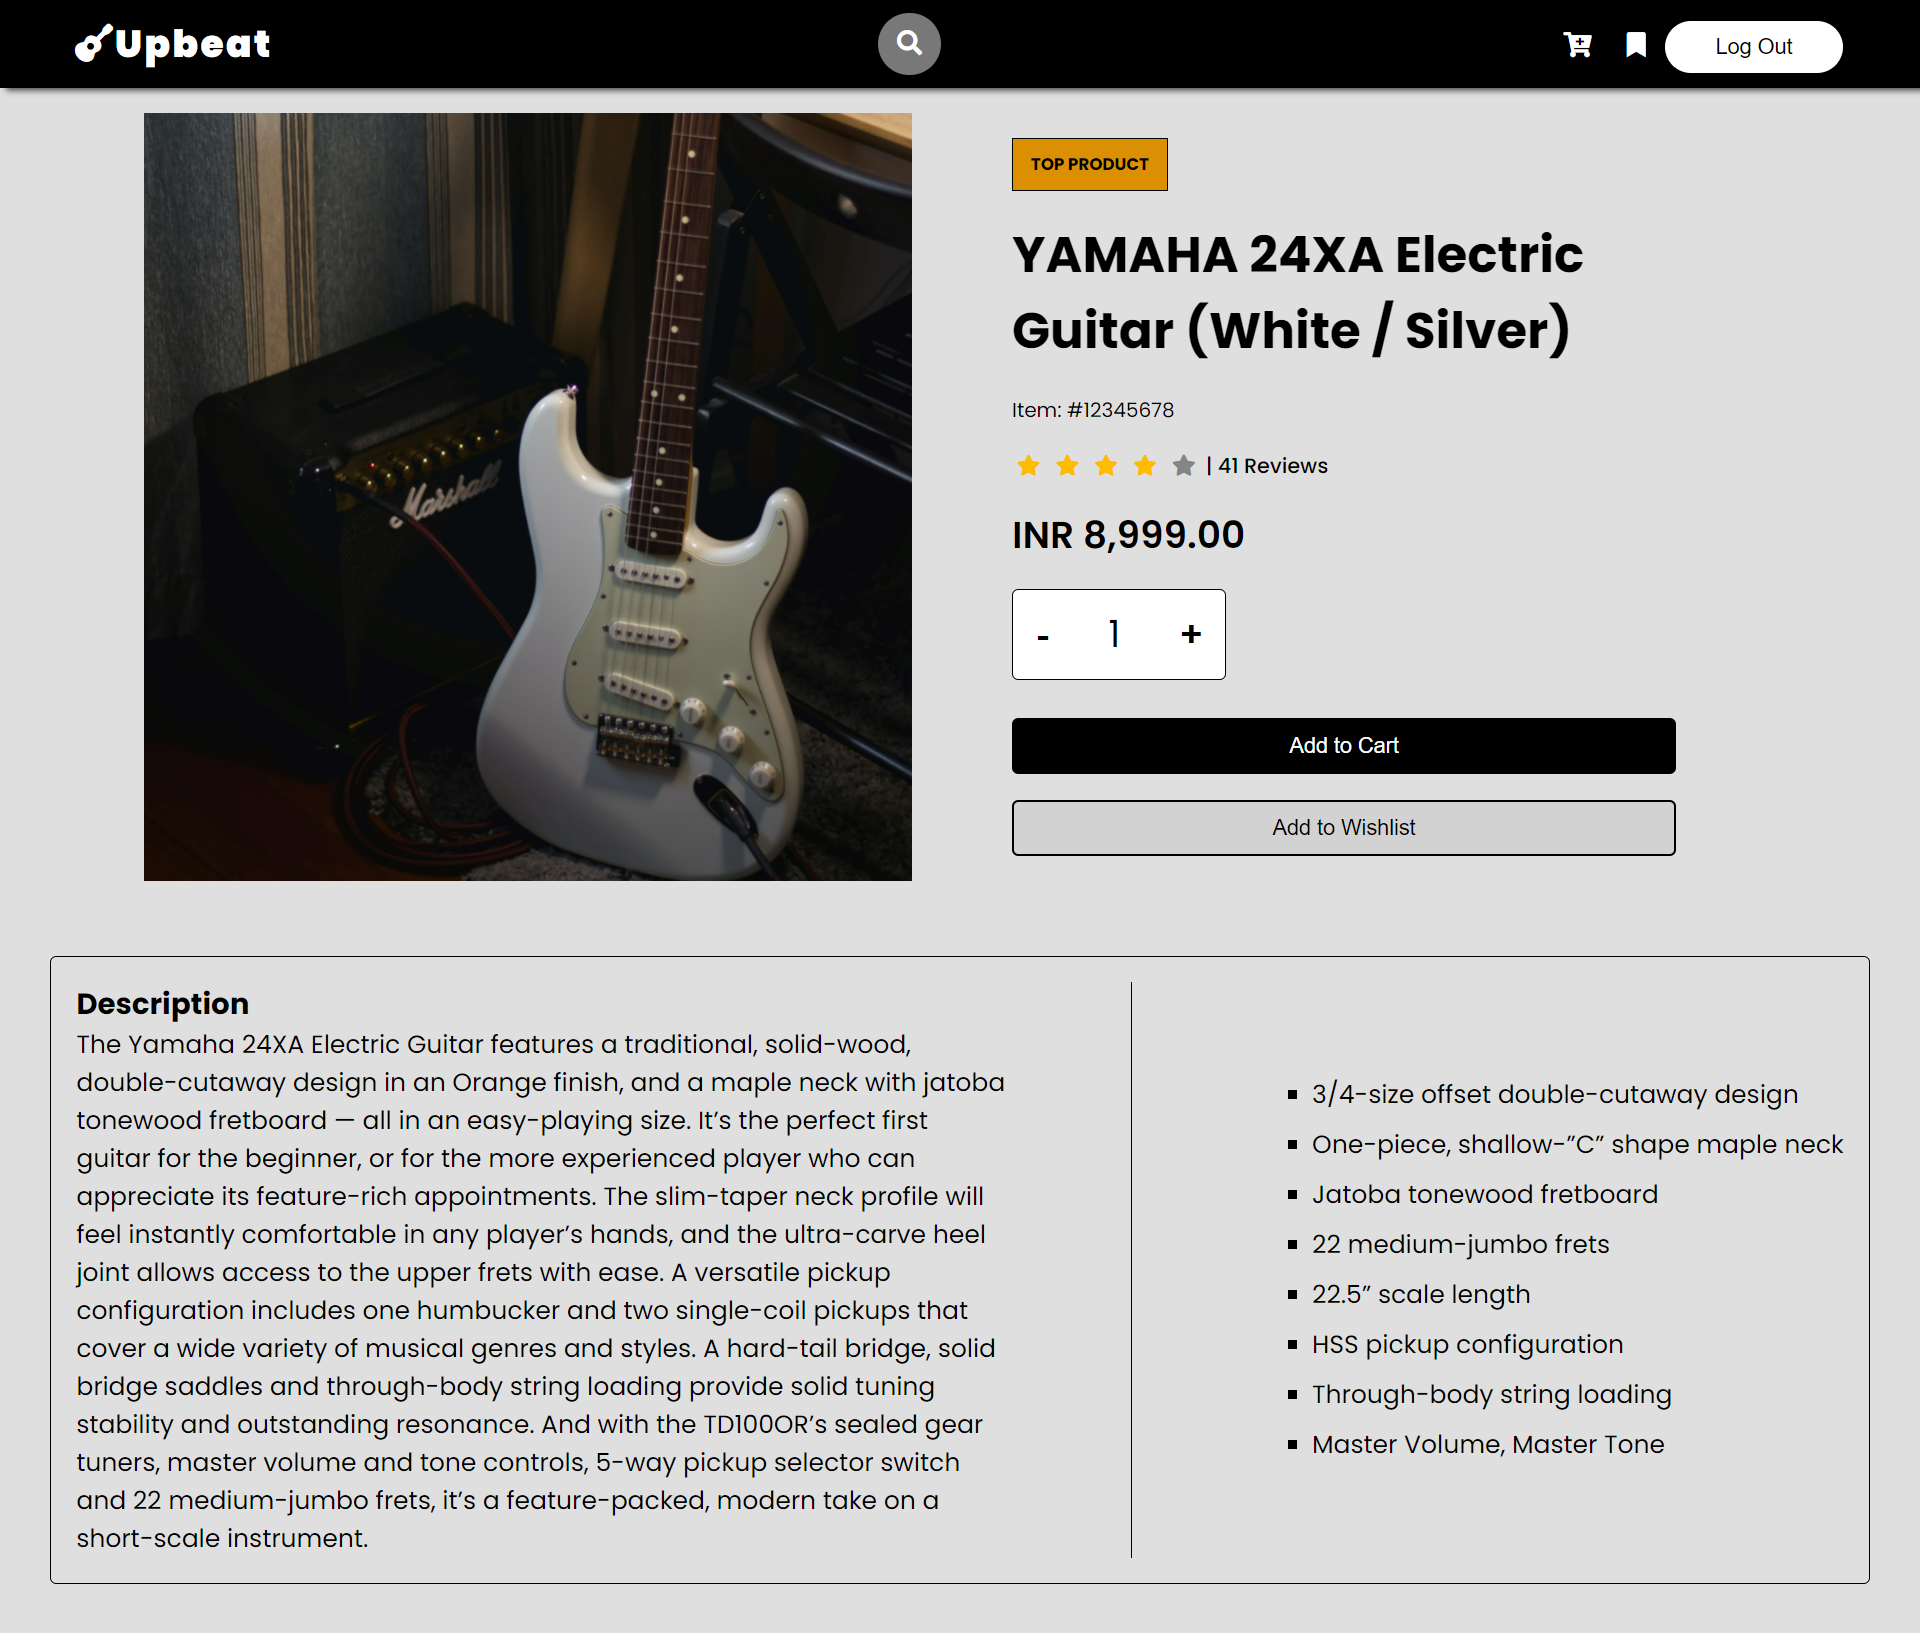 Upbeat
Log Out
Marshall
TOP PRODUCT
YAMAHA 24XA Electric
Guitar (White / Silver)
Item: #12345678
| 41 Reviews
INR 8,999.00
- 1 +
Add to Cart
Add to Wishlist
Description
The Yamaha 24XA Electric Guitar features a traditional, solid-wood,
double-cutaway design in an Orange finish, and a maple neck with jatoba
tonewood fretboard — all in an easy-playing size. It’s the perfect first
guitar for the beginner, or for the more experienced player who can
appreciate its feature-rich appointments. The slim-taper neck profile will
feel instantly comfortable in any player’s hands, and the ultra-carve heel
joint allows access to the upper frets with ease. A versatile pickup
configuration includes one humbucker and two single-coil pickups that
cover a wide variety of musical genres and styles. A hard-tail bridge, solid
bridge saddles and through-body string loading provide solid tuning
stability and outstanding resonance. And with the TD100OR’s sealed gear
tuners, master volume and tone controls, 5-way pickup selector switch
and 22 medium-jumbo frets, it’s a feature-packed, modern take on a
short-scale instrument.
3/4-size offset double-cutaway design
One-piece, shallow-”C” shape maple neck
Jatoba tonewood fretboard
22 medium-jumbo frets
22.5” scale length
HSS pickup configuration
Through-body string loading
Master Volume, Master Tone